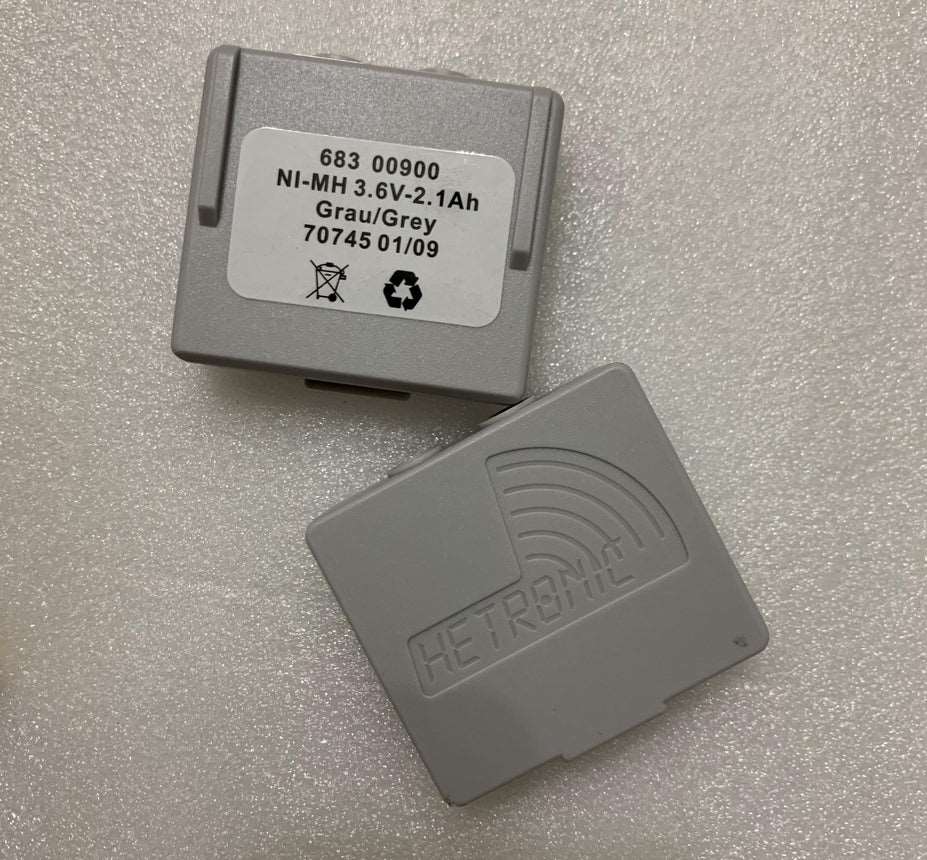 683 00900
NI-MH 3.6V-2.1Ah
Grau/Grey
70745 01/09
HETRONIC